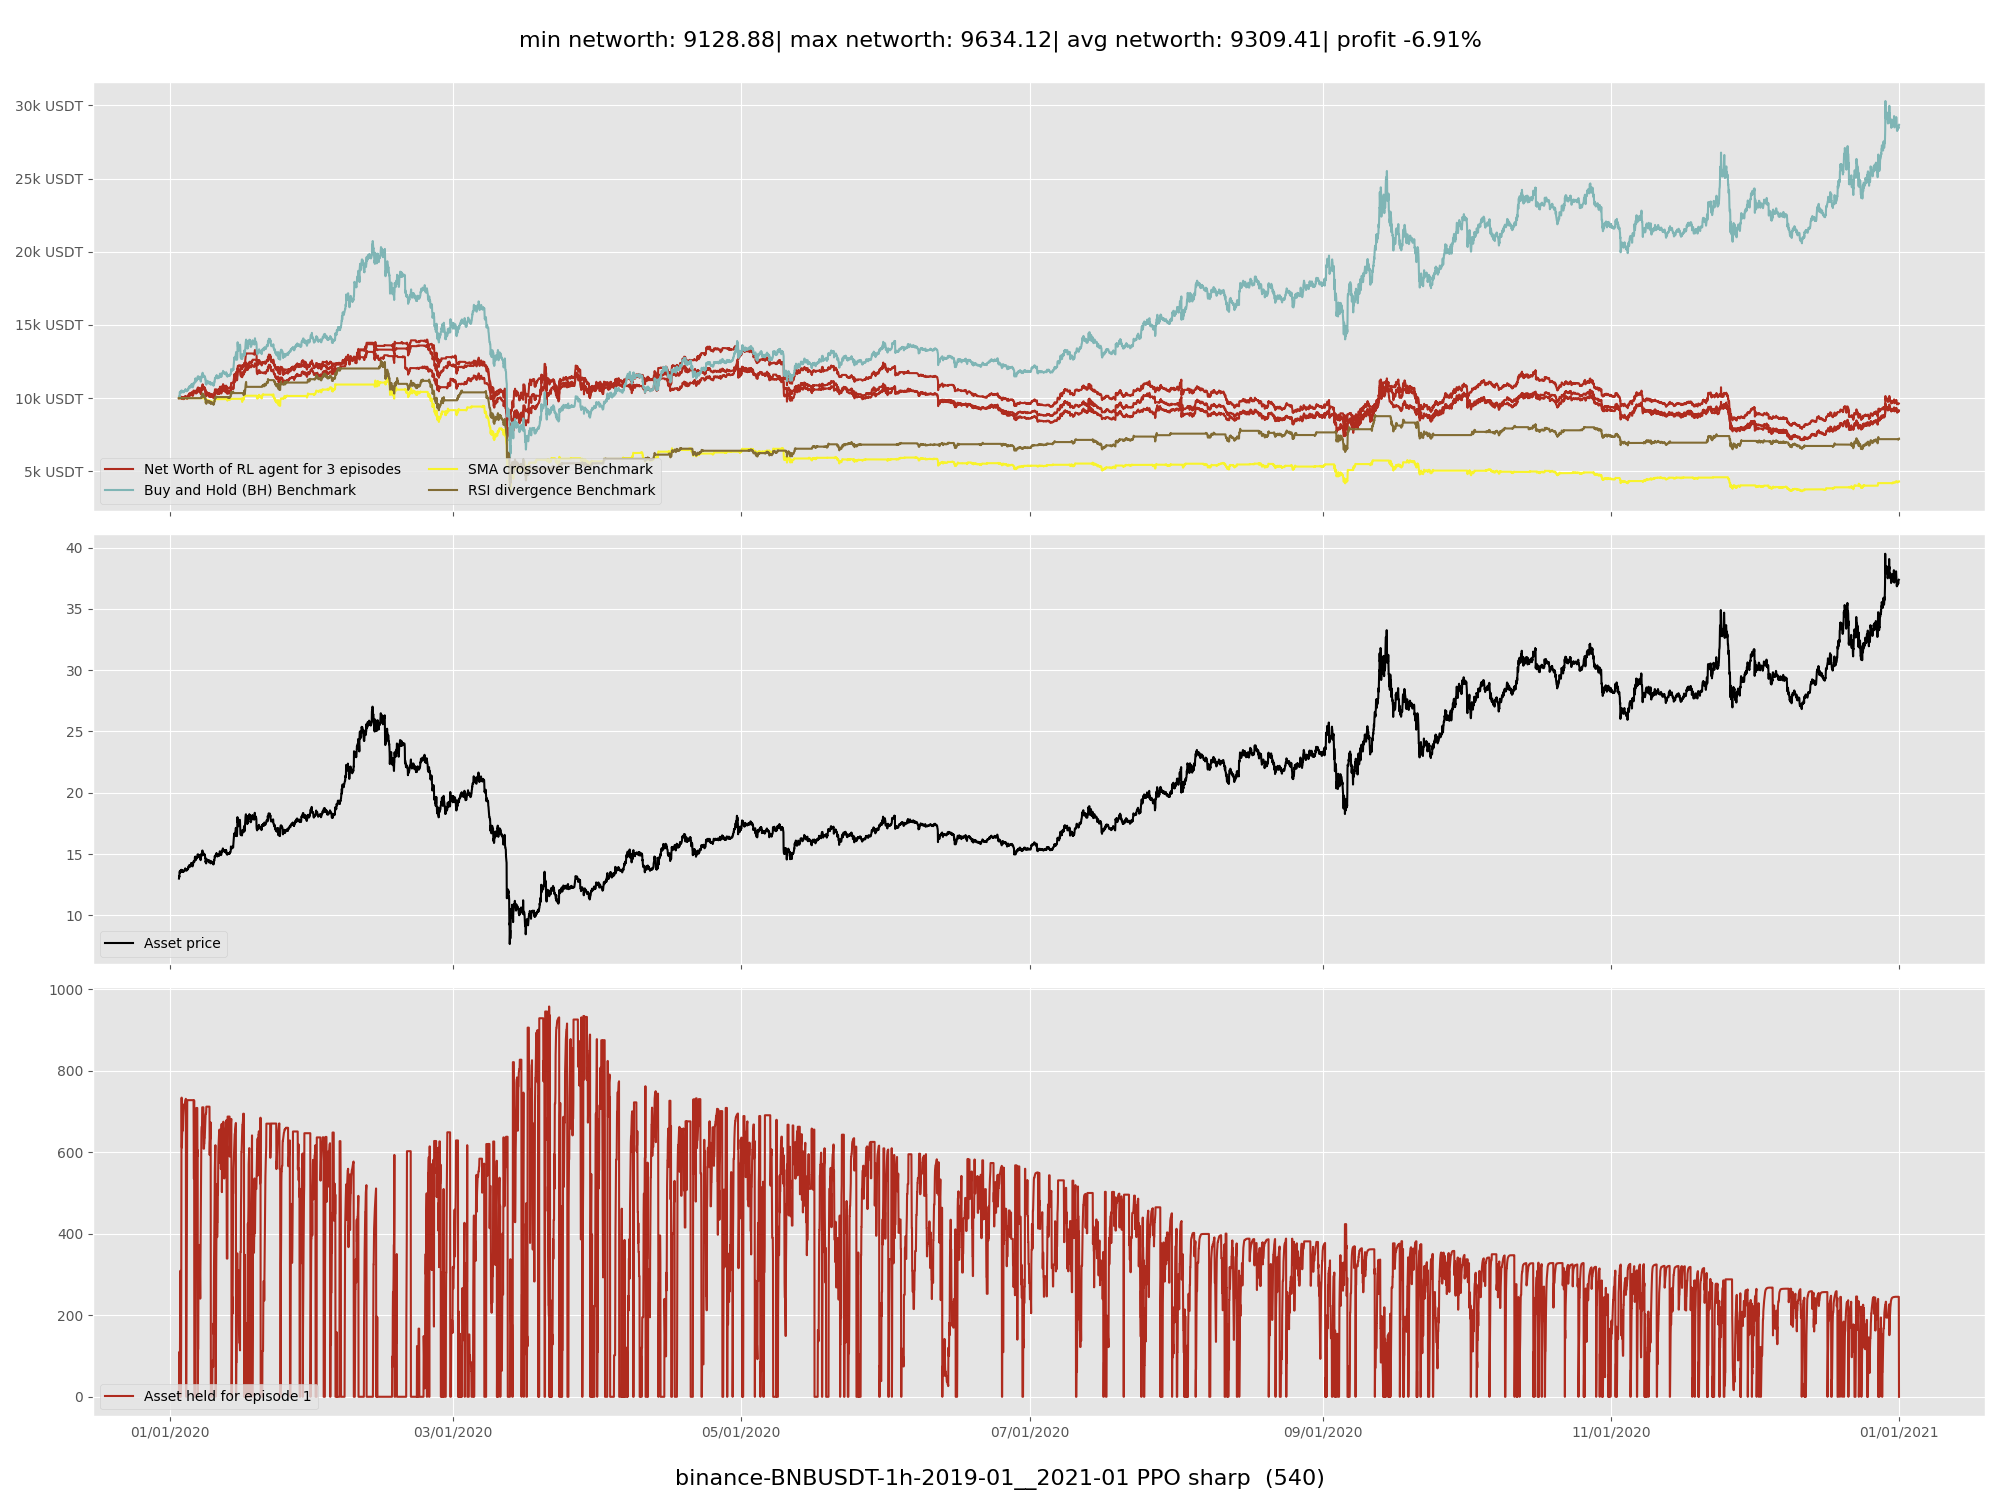 min networth: 9128.88| max networth: 9634.12| avg networth: 9309.41| profit -6.91%
30k USDT
25k USDT
20k USDT
15k USDT
10k USDT
5k USDT
Net Worth of RL agent for 3 episodes
Buy and Hold (BH) Benchmark
SMA crossover Benchmark
RSI divergence Benchmark
40
35
30
25
20
15
10
Asset price
1000
800
600
400
200
0
Asset held for episode 1
01/01/2020
03/01/2020
05/01/2020
07/01/2020
09/01/2020
11/01/2020
01/01/2021
binance-BNBUSDT-1h-2019-01__2021-01 PPO sharp  (540)